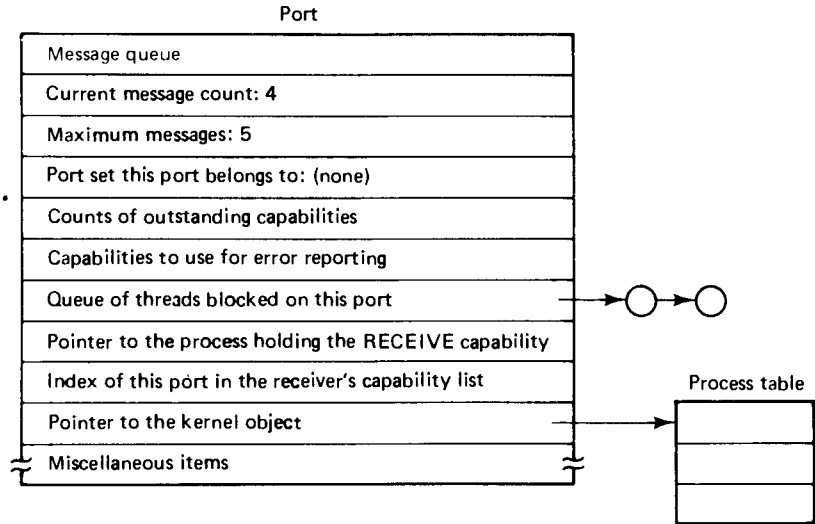 Port
Message queue
Current message count: 4
Maximum messages: 5
Port set this port belongs to: (none)
Counts of outstanding capabilities
Capabilities to use for error reporting
Queue of threads blocked on this port
Pointer to the process holding the RECEIVE capability
Index of this port in the receiver's capability list
Process table
Pointer to the kernel object
Miscellaneous items